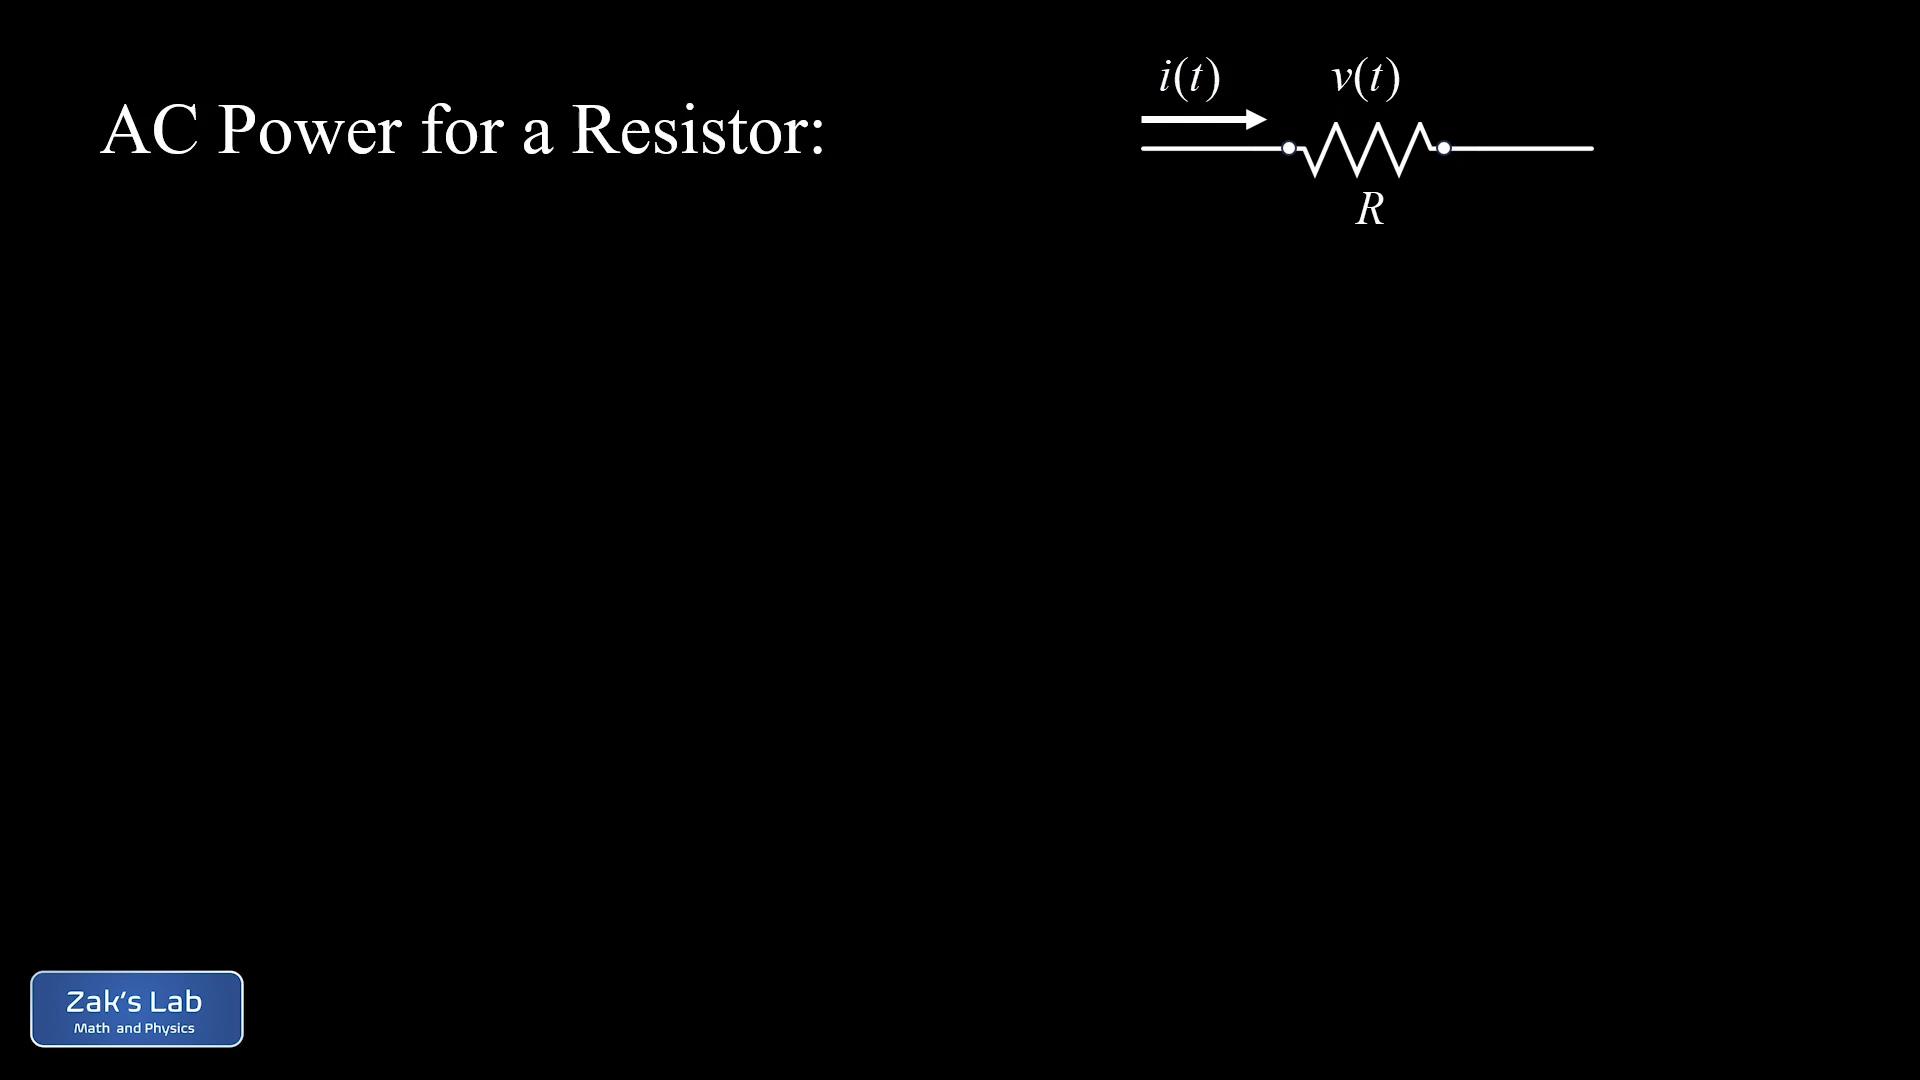 AC Power for a Resistor:
i(t)
v(t)
R
Zak's Lab
Math and Physics